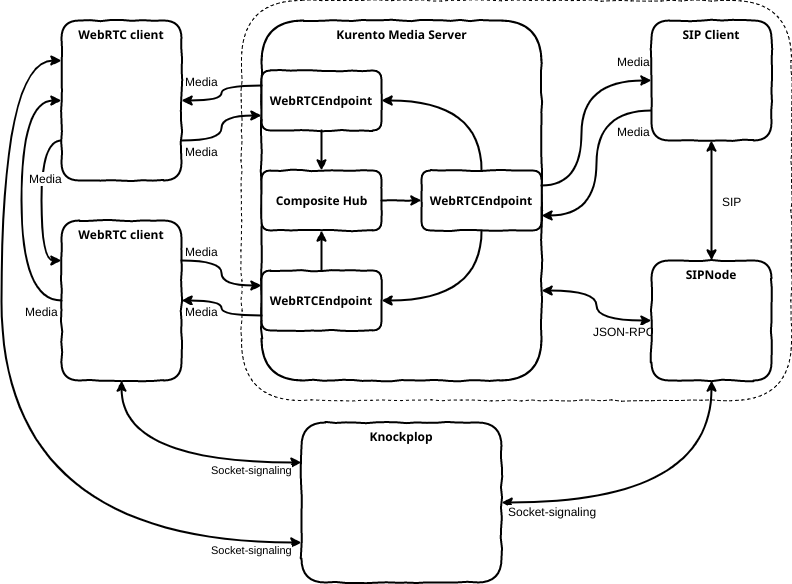 WebRTC client
Kurento Media Server
SIP Client
Media
Media
WebRTCEndpoint
Media
Media
Media
Composite Hub
WebRTCEndpoint
SIP
WebRTC client
Media
SIPNode
WebRTCEndpoint
Media
Media
JSON-RPC
Knockplop
Socket-signaling
Socket-signaling
Socket-signaling